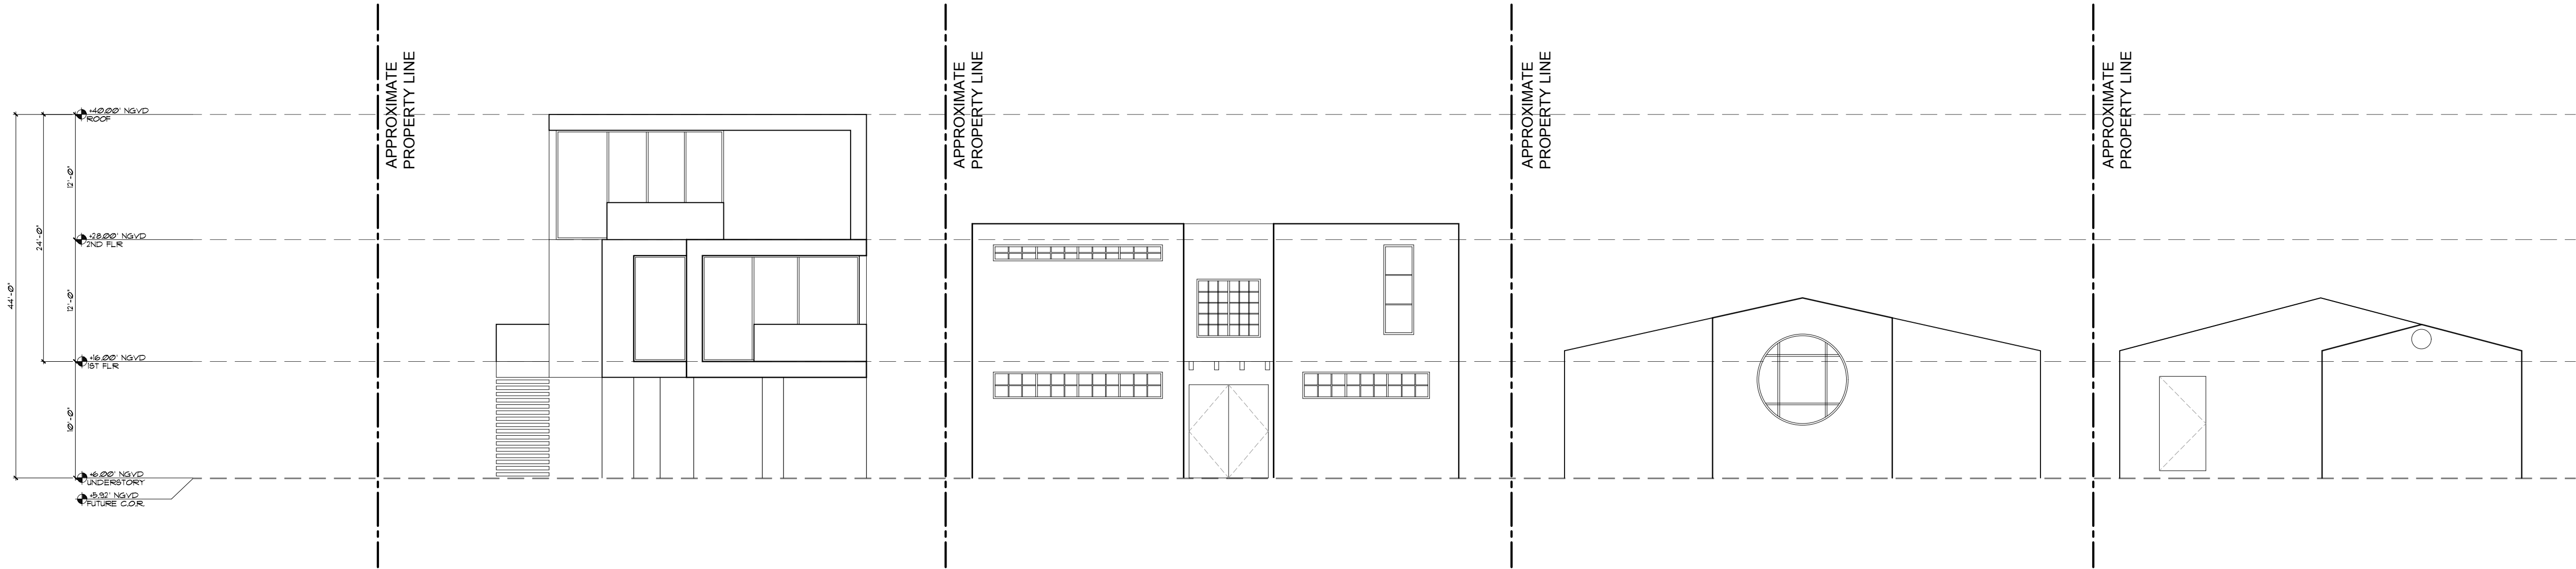 +40.00' NGVD
ROOF
12'-0"
24'-0"
+28.00' NGVD
2ND FLR
12'-0"
44'-0"
+16.00' NGVD
1ST FLR
10'-0"
+6.00' NGVD
UNDERSTORY
+5.92' NGVD
FUTURE C.O.R.
APPROXIMATE
PROPERTY LINE
APPROXIMATE
PROPERTY LINE
APPROXIMATE
PROPERTY LINE
APPROXIMATE
PROPERTY LINE